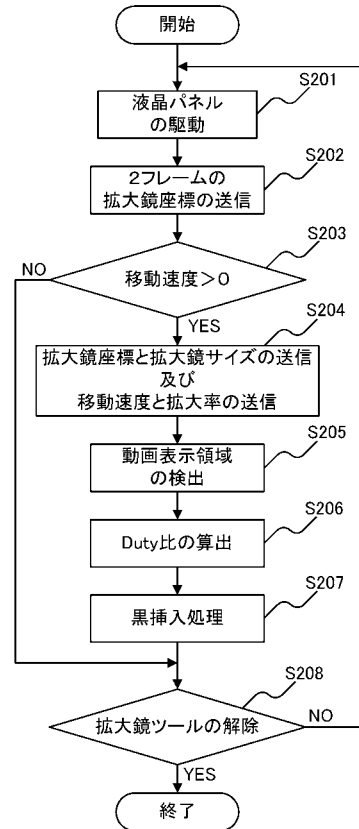 開始
S201
液晶パネル
の駆動
S202
2フレームの
拡大鏡座標の送信
S203
NO
移動速度＞0
YES
S204
拡大鏡座標と拡大鏡サイズの送信
及び
移動速度と拡大率の送信
S205
動画表示領域
の検出
S206
Duty比の算出
S207
黒挿入処理
S208
拡大鏡ツールの解除
NO
YES
終了